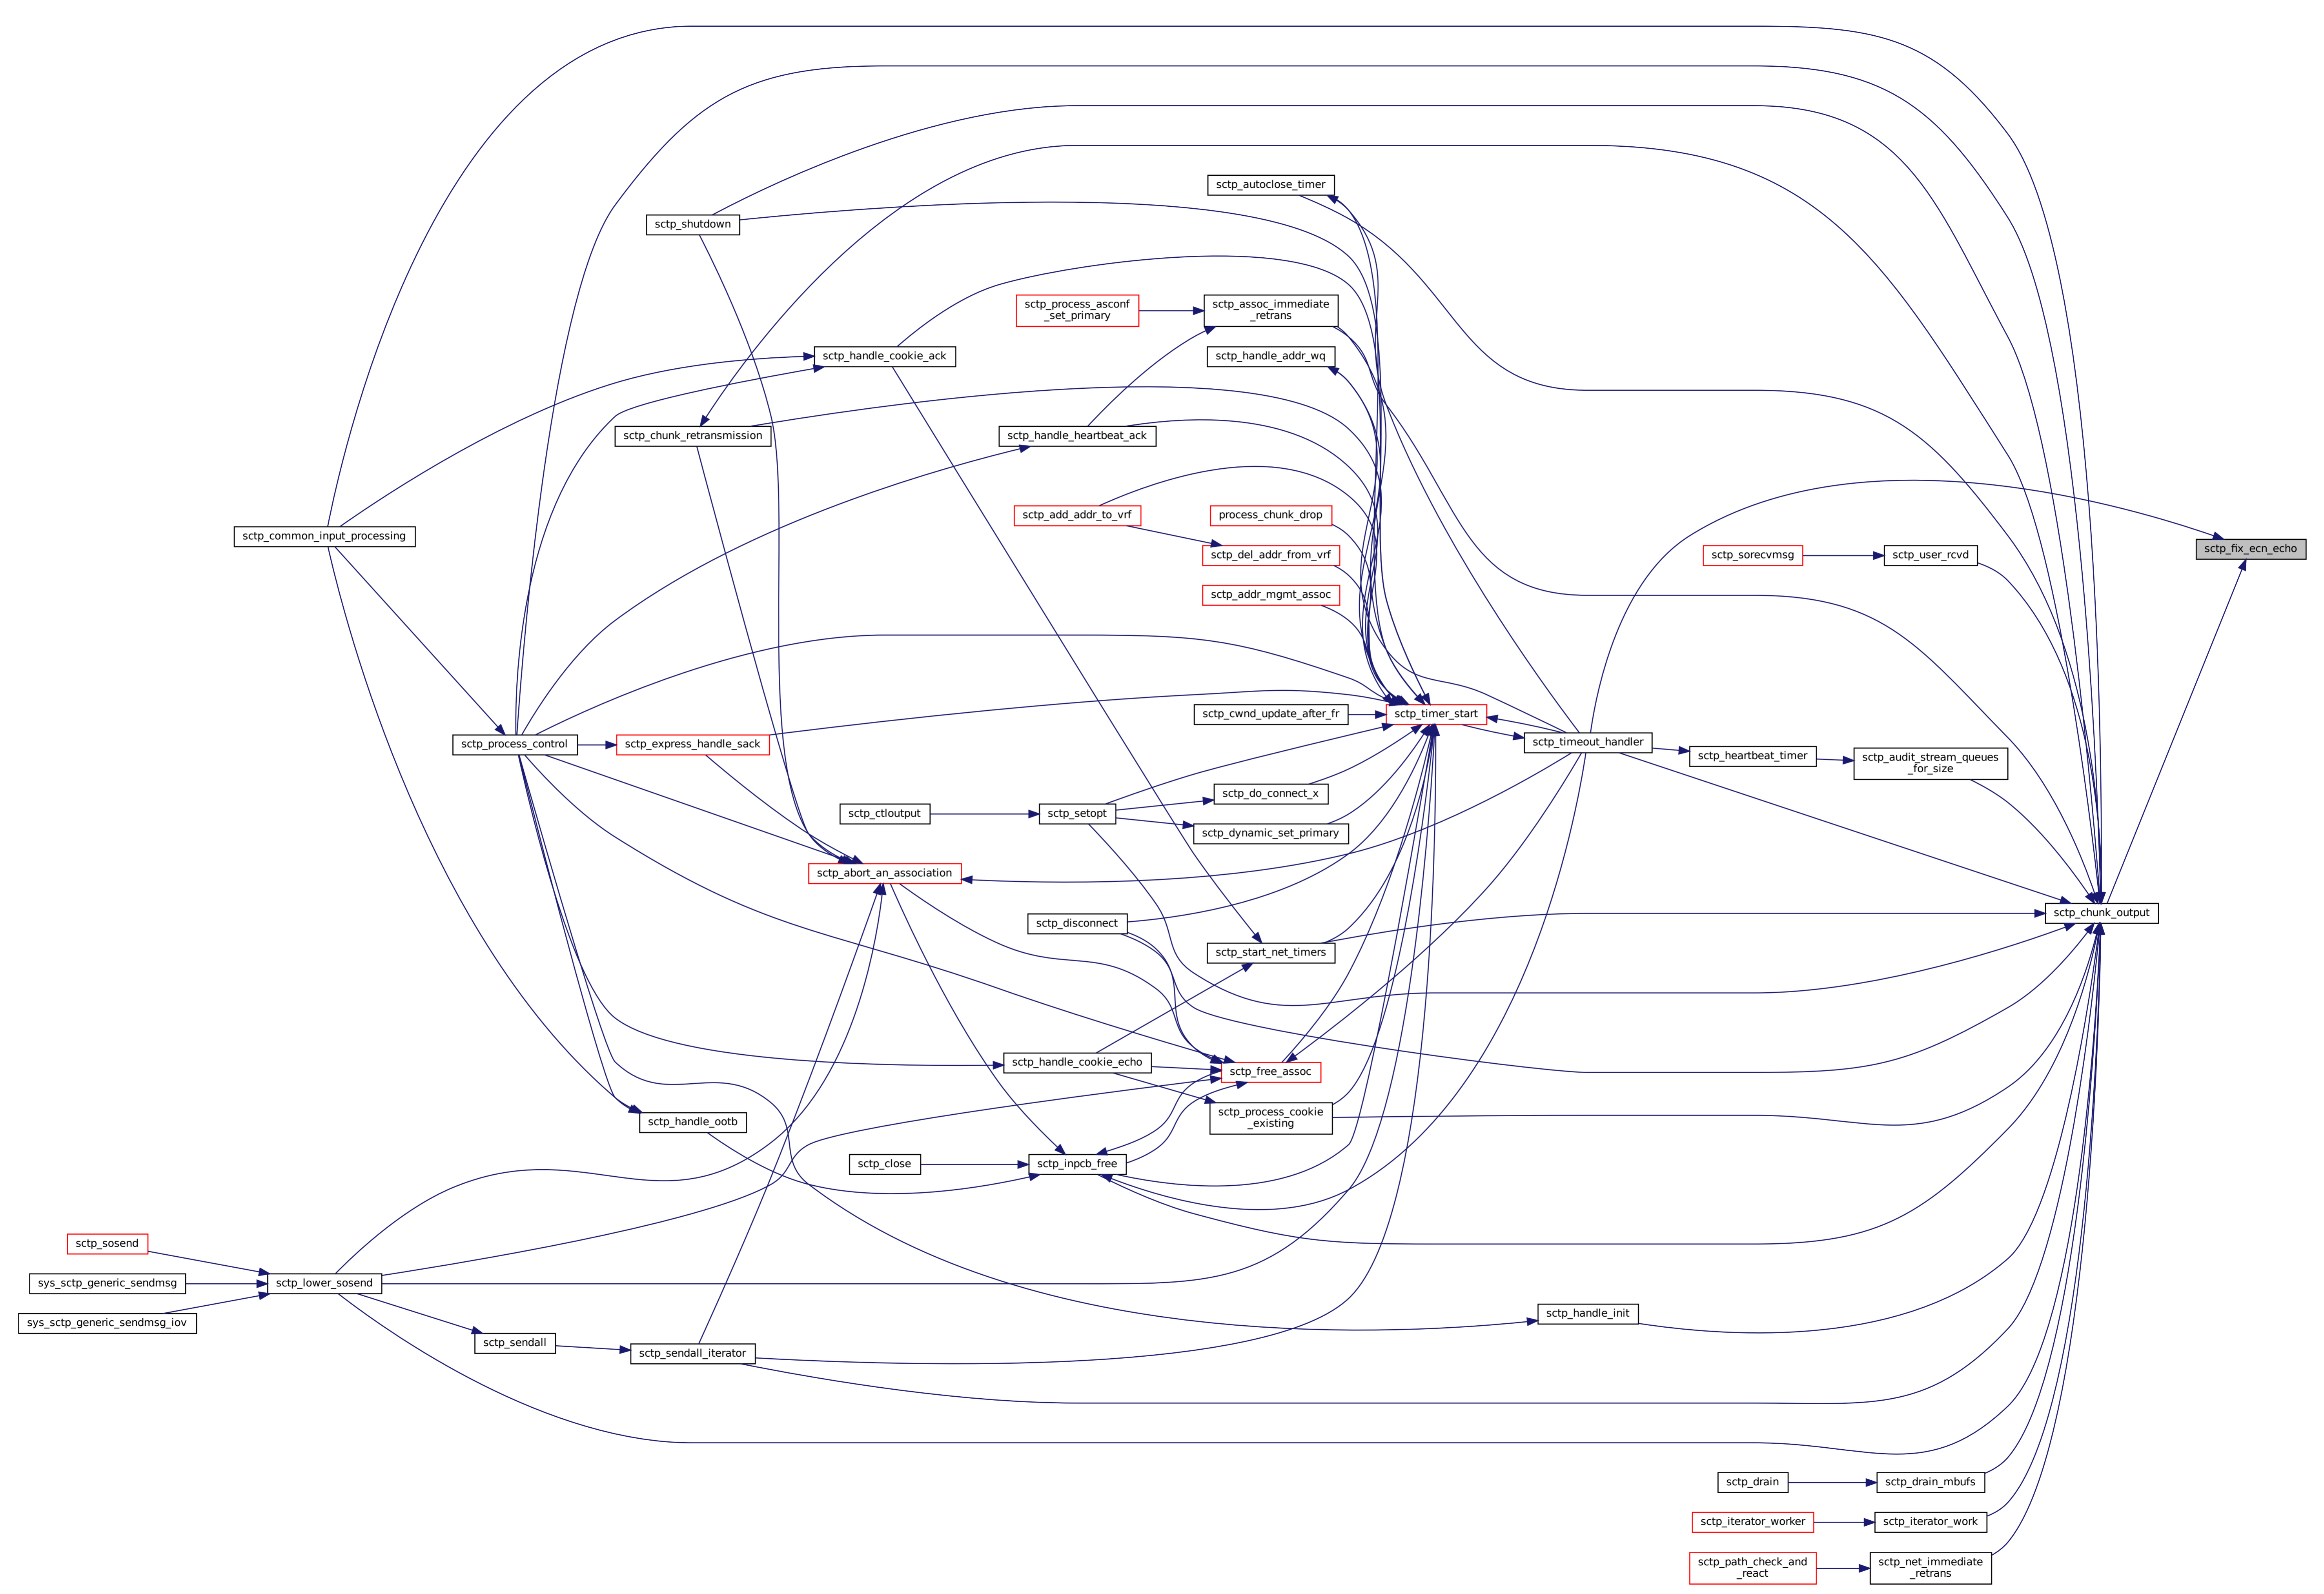 sctp_autoclose_timer
sctp_shutdown
sctp_process_asconf
_set_primary
sctp_assoc_immediate
_retrans
sctp_handle_cookie_ack
sctp_handle_addr_wq
sctp_chunk_retransmission
sctp_handle_heartbeat_ack
sctp_add_addr_to_vrf
process_chunk_drop
sctp_common_input_processing
sctp_fix_ecn_echo
sctp_del_addr_from_vrf
sctp_sorecvmsg
sctp_user_rcvd
sctp_addr_mgmt_assoc
sctp_cwnd_update_after_fr
sctp_timer_start
sctp_process_control
sctp_express_handle_sack
sctp_timeout_handler
sctp_heartbeat_timer
sctp_audit_stream_queues
_for_size
sctp_do_connect_x
sctp_ctloutput
sctp_setopt
sctp_dynamic_set_primary
sctp_abort_an_association
sctp_disconnect
sctp_chunk_output
sctp_start_net_timers
sctp_handle_cookie_echo
sctp_free_assoc
sctp_handle_ootb
sctp_process_cookie
_existing
sctp_close
sctp_inpcb_free
sctp_sosend
sys_sctp_generic_sendmsg
sctp_lower_sosend
sys_sctp_generic_sendmsg_iov
sctp_handle_init
sctp_sendall
sctp_sendall_iterator
sctp_drain
sctp_drain_mbufs
sctp_iterator_worker
sctp_iterator_work
sctp_path_check_and
_react
sctp_net_immediate
_retrans